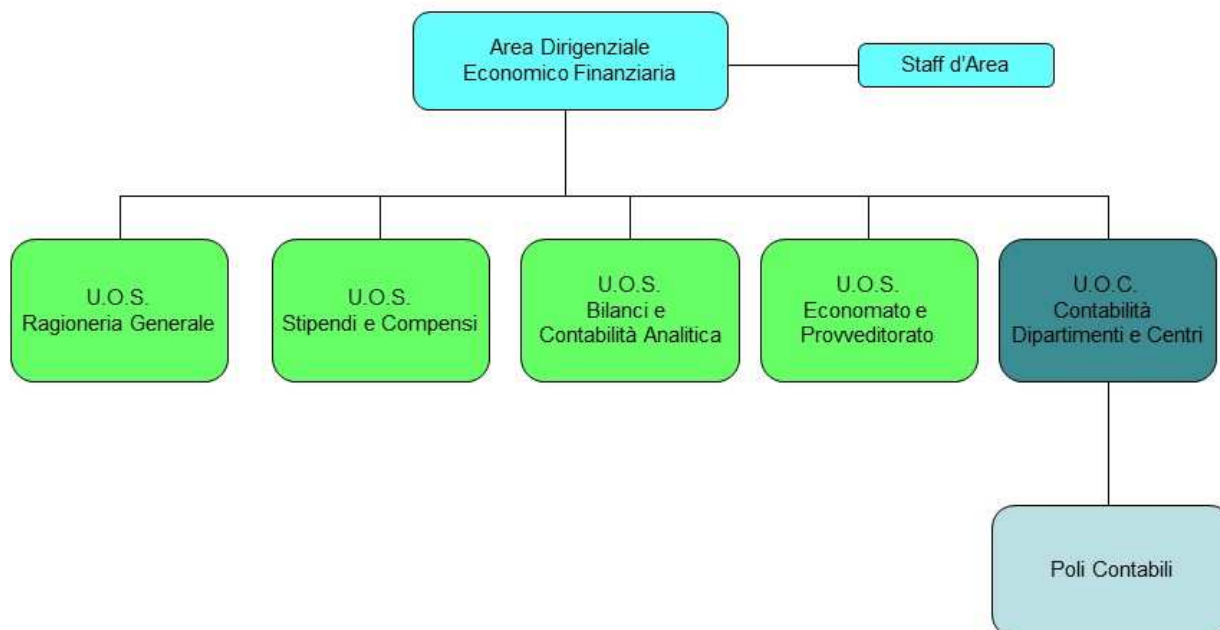 Area Dirigenziale
Economico Finanziaria
Staff d'Area
U.O.S.
Ragioneria Generale
U.O.S.
Stipendi e Compensi
U.O.S.
Bilanci e
Contabilità Analitica
U.O.S.
Economato e
Provveditorato
U.O.C.
Contabilità
Dipartimenti e Centri
Poli Contabili